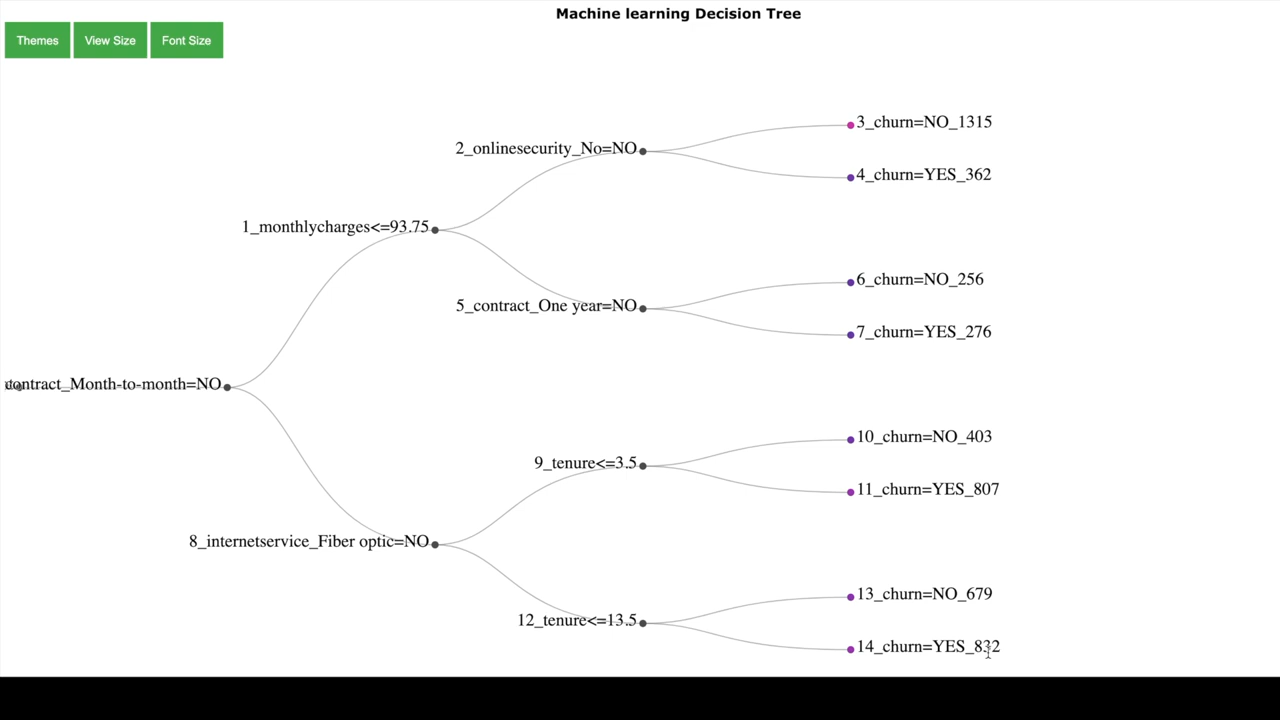 Machine learning Decision Tree
Themes View Size Font Size
3_churn=NO_1315
2_onlinesecurity_No=NO
4_churn=YES_362
1_monthlycharges<=93.75
6_churn=NO_256
5_contract_One year=NO
7_churn=YES_276
contract_Month-to-month=NO
10_churn=NO_403
9_tenure<=3.5
11_churn=YES_807
8_internetservice_Fiber optic=NO
13_churn=NO_679
12_tenure<=13.5
14_churn=YES_832